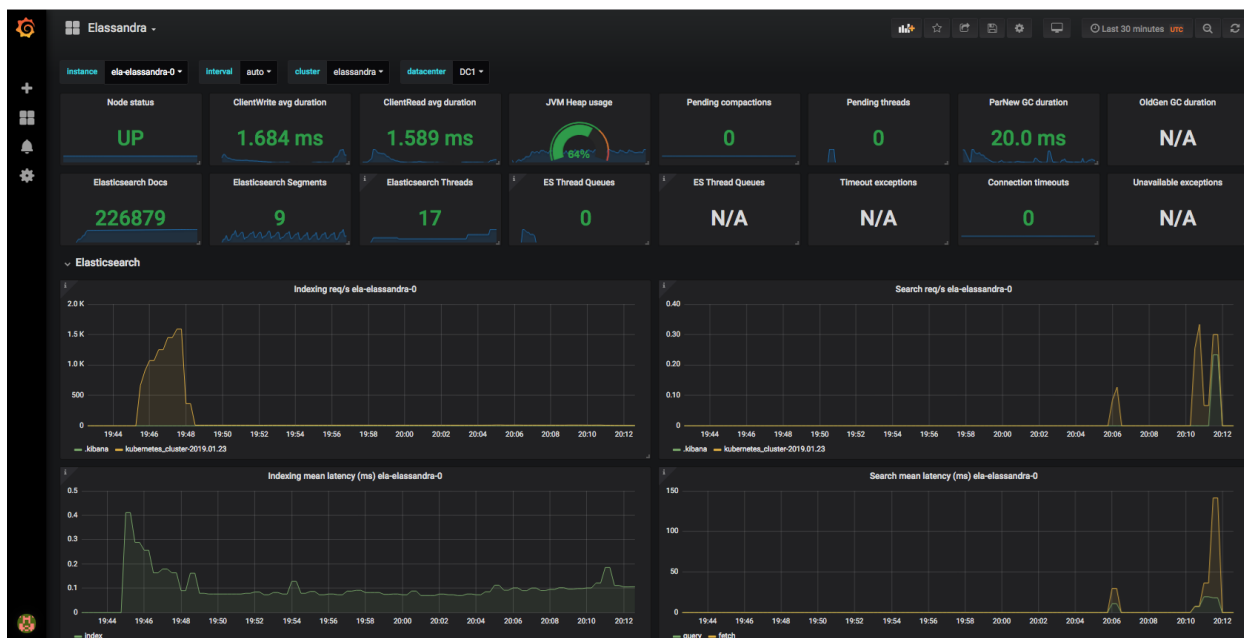 Elassandra
Last 30 minutes UTC
instance ela-elassandra-0 interval auto cluster elassandra datacenter DC1
Node status ClientWrite avg duration ClientRead avg duration JVM Heap usage Pending compactions Pending threads ParNew GC duration OldGen GC duration
UP 1.684 ms 1.589 ms 64% 0 0 20.0 ms N/A
Elasticsearch Docs Elasticsearch Segments Elasticsearch Threads ES Thread Queues ES Thread Queues Timeout exceptions Connection timeouts Unavailable exceptions
226879 9 17 0 N/A N/A 0 N/A
Elasticsearch
Indexing req/s ela-elassandra-0
2.0 K
1.5 K
1.0 K
500
0
19:44 19:46 19:48 19:50 19:52 19:54 19:56 19:58 20:00 20:02 20:04 20:06 20:08 20:10 20:12
.kibana kubernetes_cluster-2019.01.23
Search req/s ela-elassandra-0
0.40
0.30
0.20
0.10
0
19:44 19:46 19:48 19:50 19:52 19:54 19:56 19:58 20:00 20:02 20:04 20:06 20:08 20:10 20:12
.kibana kubernetes_cluster-2019.01.23
Indexing mean latency (ms) ela-elassandra-0
0.5
0.4
0.3
0.2
0.1
0
19:44 19:46 19:48 19:50 19:52 19:54 19:56 19:58 20:00 20:02 20:04 20:06 20:08 20:10 20:12
index
Search mean latency (ms) ela-elassandra-0
150
100
50
0
19:44 19:46 19:48 19:50 19:52 19:54 19:56 19:58 20:00 20:02 20:04 20:06 20:08 20:10 20:12
query fetch